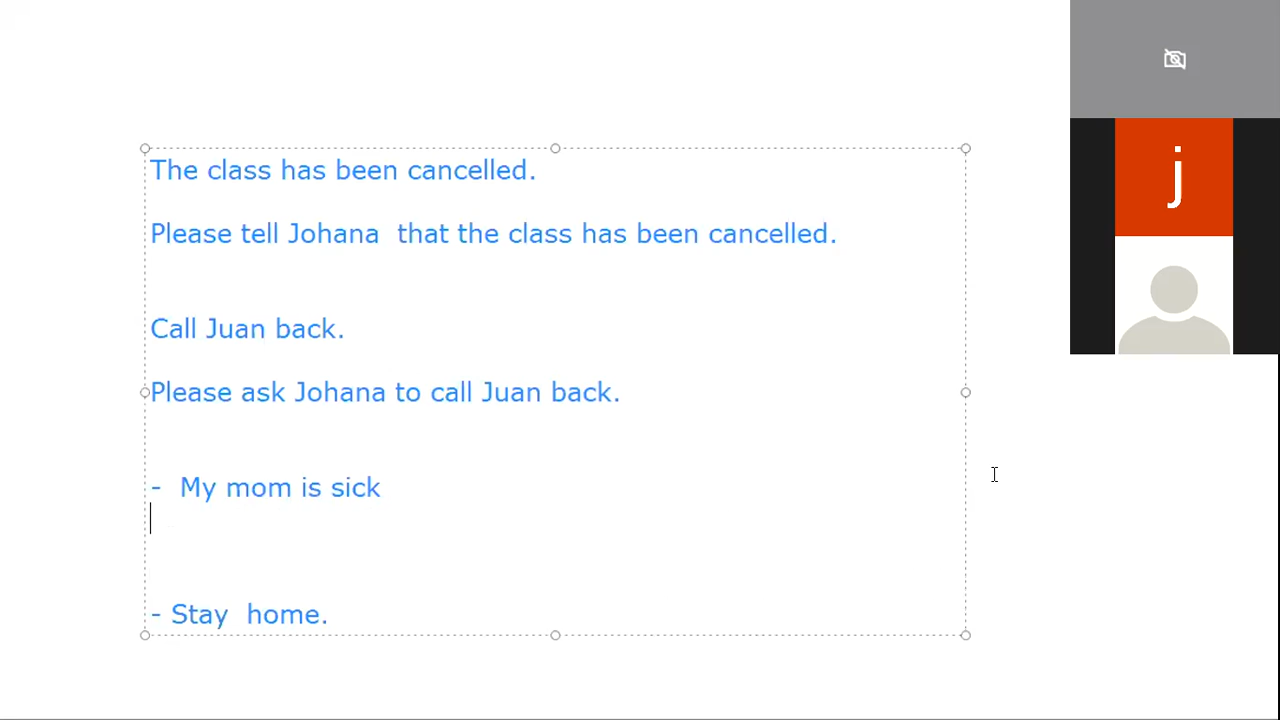 The class has been cancelled.
Please tell Johana  that the class has been cancelled.
Call Juan back.
Please ask Johana to call Juan back.
-  My mom is sick
- Stay  home.
j